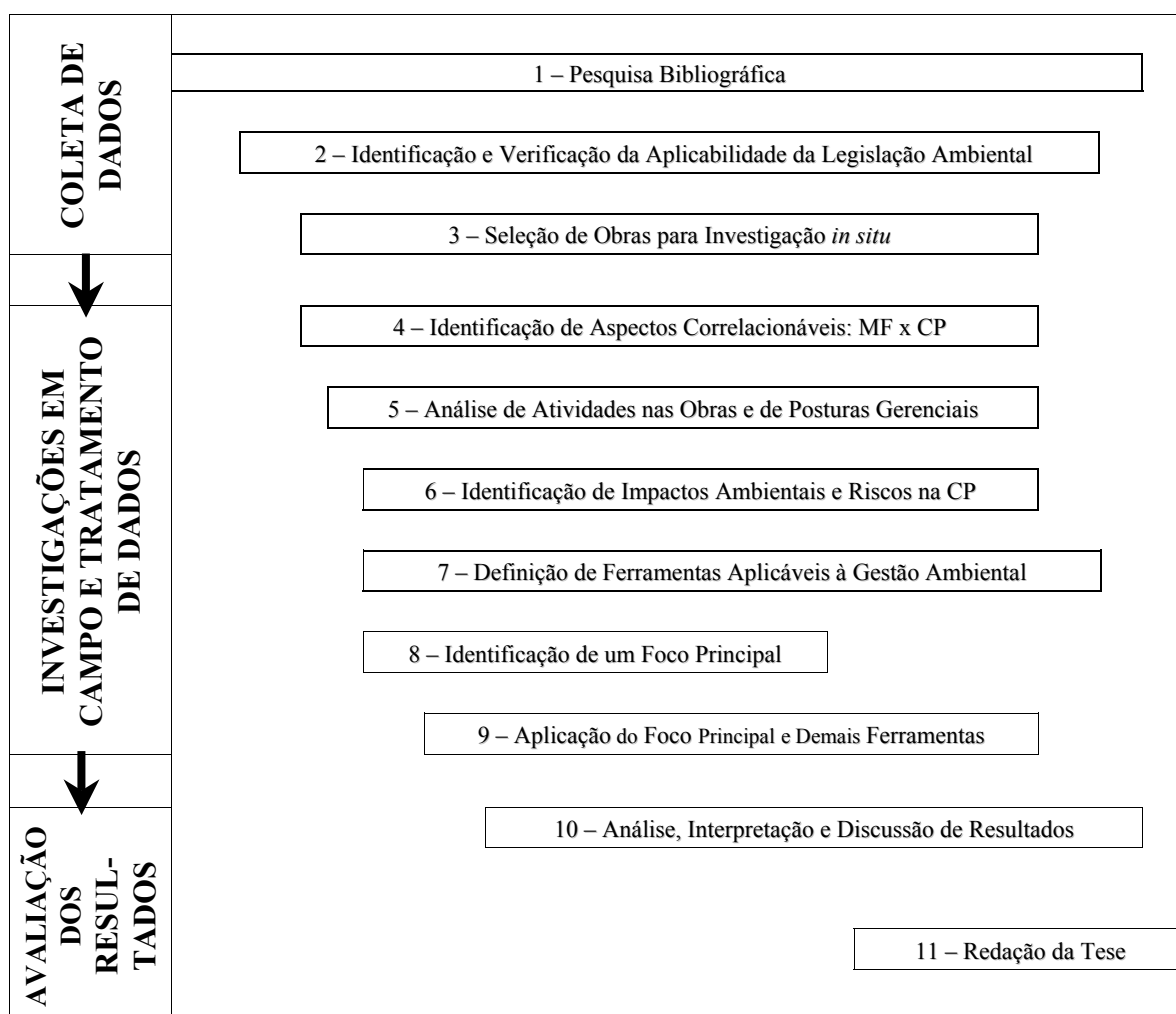 COLETA DE
DADOS
1 – Pesquisa Bibliográfica
2 – Identificação e Verificação da Aplicabilidade da Legislação Ambiental
3 – Seleção de Obras para Investigação in situ
INVESTIGAÇÕES EM
CAMPO E TRATAMENTO
DE DADOS
4 – Identificação de Aspectos Correlacionáveis: MF x CP
5 – Análise de Atividades nas Obras e de Posturas Gerenciais
6 – Identificação de Impactos Ambientais e Riscos na CP
7 – Definição de Ferramentas Aplicáveis à Gestão Ambiental
8 – Identificação de um Foco Principal
9 – Aplicação do Foco Principal e Demais Ferramentas
AVALIAÇÃO
DOS
RESUL-
TADOS
10 – Análise, Interpretação e Discussão de Resultados
11 – Redação da Tese